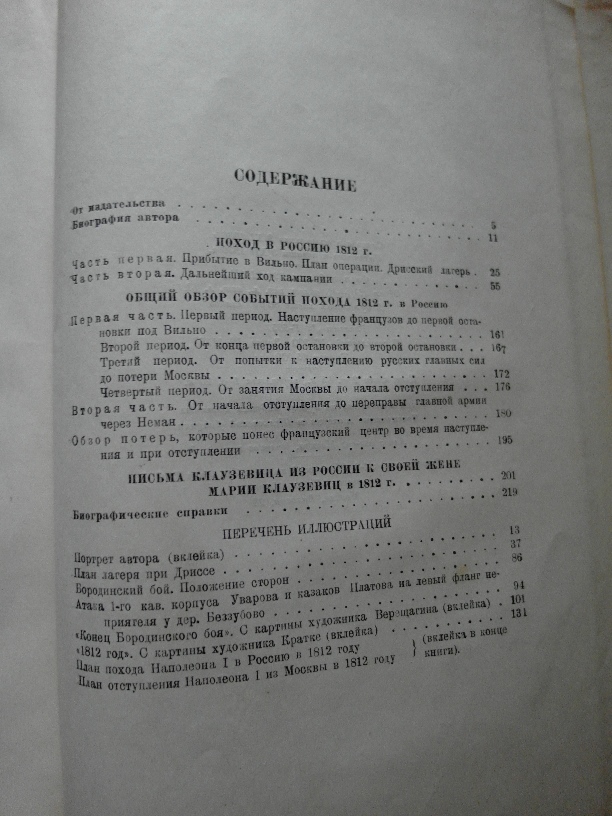 СОДЕРЖАНИЕ
От издательства . . . . . . . . . . . . . . . . . . . . 5
Биография автора . . . . . . . . . . . . . . . . . . . . 11
ПОХОД В РОССИЮ 1812 г.
Часть первая. Прибытие в Вильно. План операции. Дрисский лагерь . 25
Часть вторая. Дальнейший ход кампании . . . . . . . . . . 55
ОБЩИЙ ОБЗОР СОБЫТИЙ ПОХОДА 1812 г. в Россию
Первая часть. Первый период. Наступление французов до первой оста-
новки под Вильно . . . . . . . . . . . . . . . . . . . . 161
Второй период. От конца первой остановки до второй остановки . . . 167
Третий период. От попытки к наступлению русских главных сил
до потери Москвы . . . . . . . . . . . . . . . . . . . . 172
Четвертый период. От занятия Москвы до начала отступления . . . 176
Вторая часть. От начала отступления до переправы главной армии
через Неман . . . . . . . . . . . . . . . . . . . . 180
Обзор потерь, которые понес французский центр во время наступле-
ния и при отступлении . . . . . . . . . . . . . . . . 195
ПИСЬМА КЛАУЗЕВИЦА ИЗ РОССИИ К СВОЕЙ ЖЕНЕ
МАРИИ КЛАУЗЕВИЦ в 1812 г. . . . . . . . . 201
Биографические справки . . . . . . . . . . . . . . . . 219
ПЕРЕЧЕНЬ ИЛЛЮСТРАЦИЙ
Портрет автора (вклейка) . . . . . . . . . . . . . . . . 13
План лагеря при Дриссе . . . . . . . . . . . . . . . . 37
Бородинский бой. Положение сторон . . . . . . . . . . . . 86
Атака 1-го кав. корпуса Уварова и казаков Платова на левый фланг не-
приятеля у дер. Беззубово . . . . . . . . . . . . . . 94
«Конец Бородинского боя». С картины художника Верещагина (вклейка) . 101
«1812 год». С картины художника Кратке (вклейка) . . . . . . . 131
План похода Наполеона I в Россию в 1812 году } (вклейка в конце
План отступления Наполеона I из Москвы в 1812 году } книги).